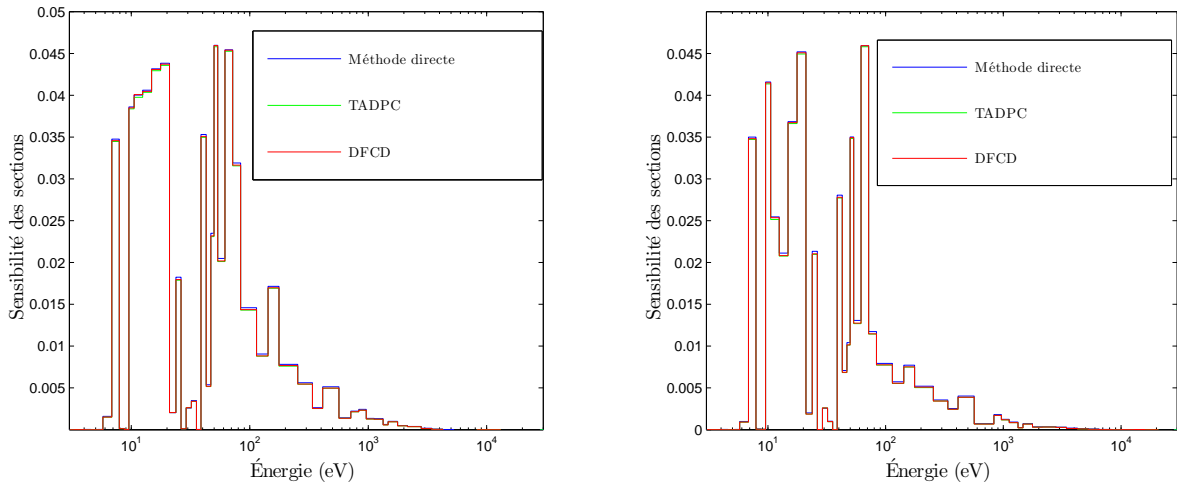 0.05
0.045
0.04
0.035
0.03
0.025
0.02
0.015
0.01
0.005
10^1
10^2
10^3
10^4
Énergie (eV)
Sensibilité des sections
Méthode directe
TADPC
DFCD
0.05
0.045
0.04
0.035
0.03
0.025
0.02
0.015
0.01
0.005
0
10^1
10^2
10^3
10^4
Énergie (eV)
Sensibilité des sections
Méthode directe
TADPC
DFCD